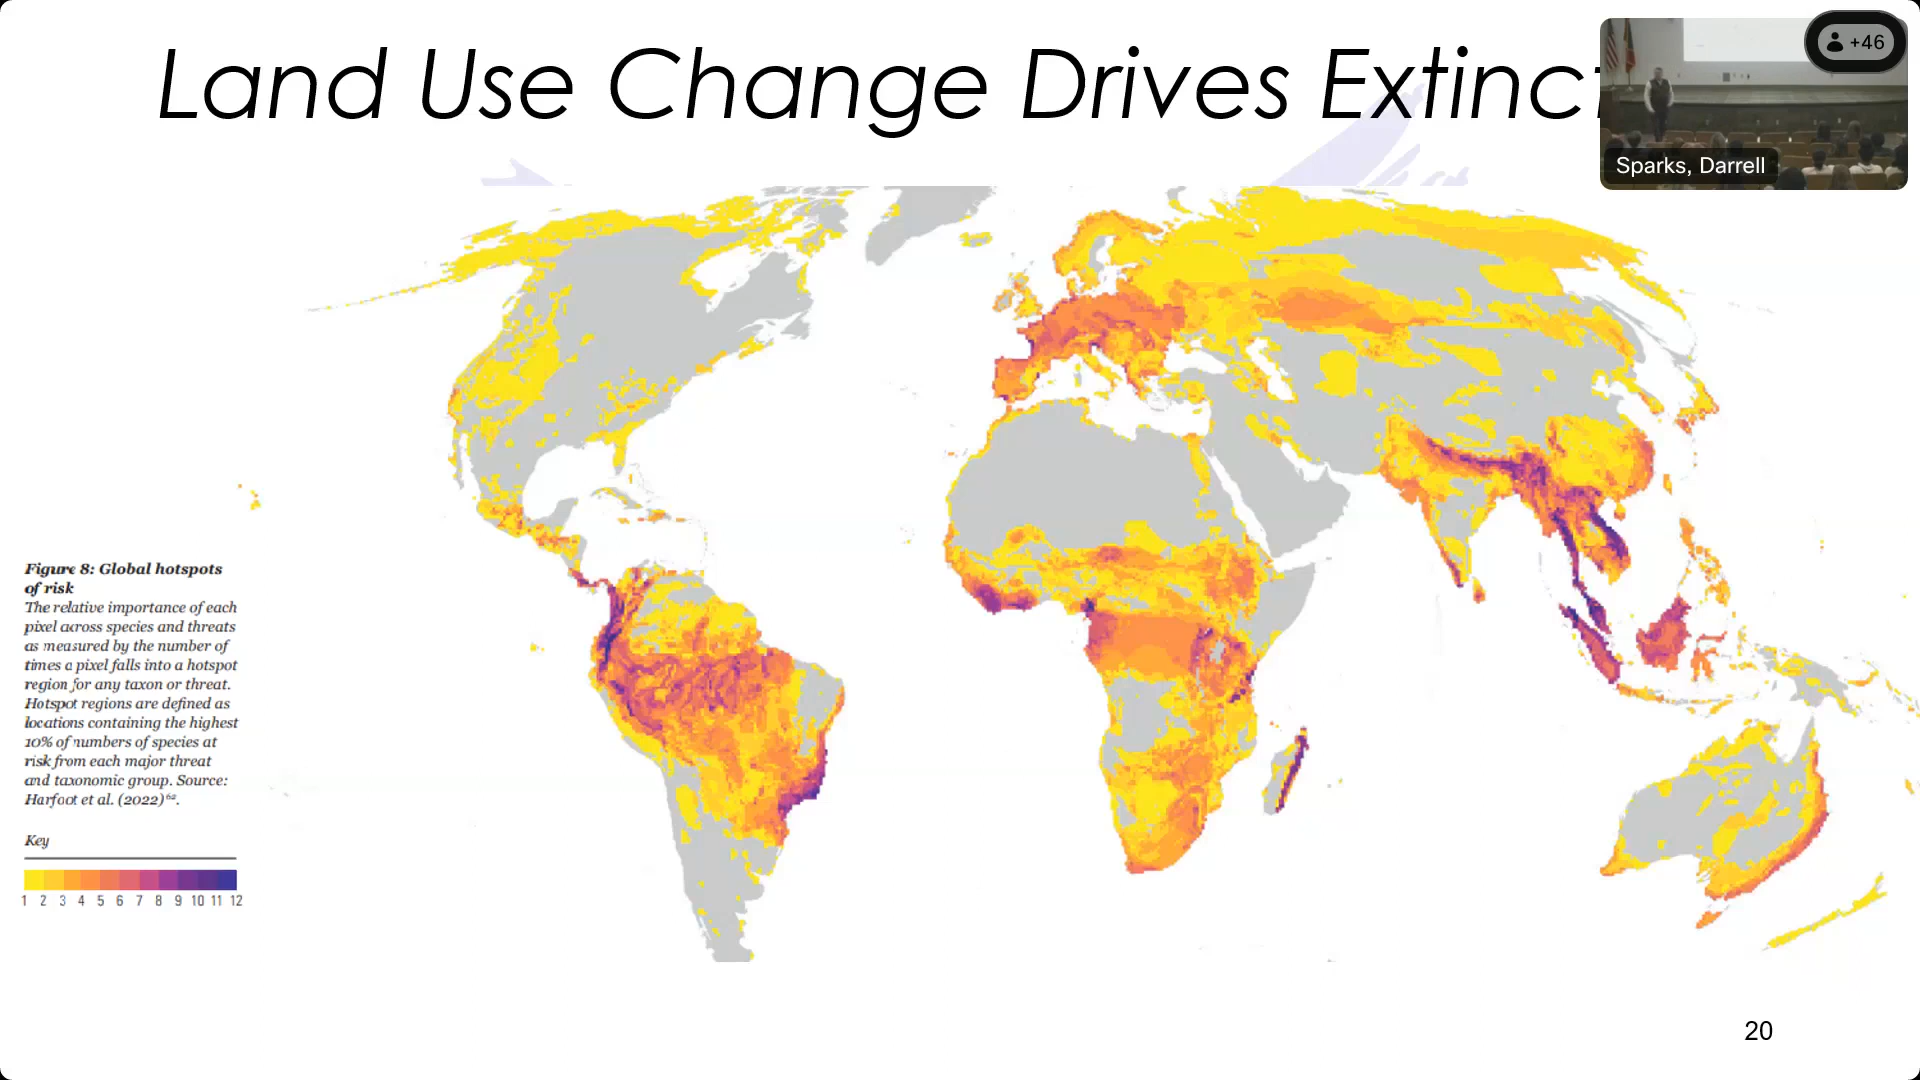 Land Use Change Drives Extinct
+46
Sparks, Darrell
Figure 8: Global hotspots
of risk
The relative importance of each
pixel across species and threats
as measured by the number of
times a pixel falls into a hotspot
region for any taxon or threat.
Hotspot regions are defined as
locations containing the highest
10% of numbers of species at
risk from each major threat
and taxonomic group. Source:
Harfoot et al. (2022)⁶².
Key
1 2 3 4 5 6 7 8 9 10 11 12
20